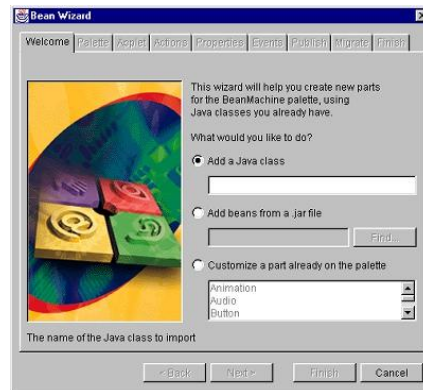 Bean Wizard
Welcome Palette Applet Actions Properties Events Publish Migrate Finish
This wizard will help you create new parts
for the BeanMachine palette, using
Java classes you already have.
What would you like to do?
Add a Java class
Add beans from a .jar file
Find...
Customize a part already on the palette
Animation
Audio
Button
The name of the Java class to import
< Back Next > Finish Cancel